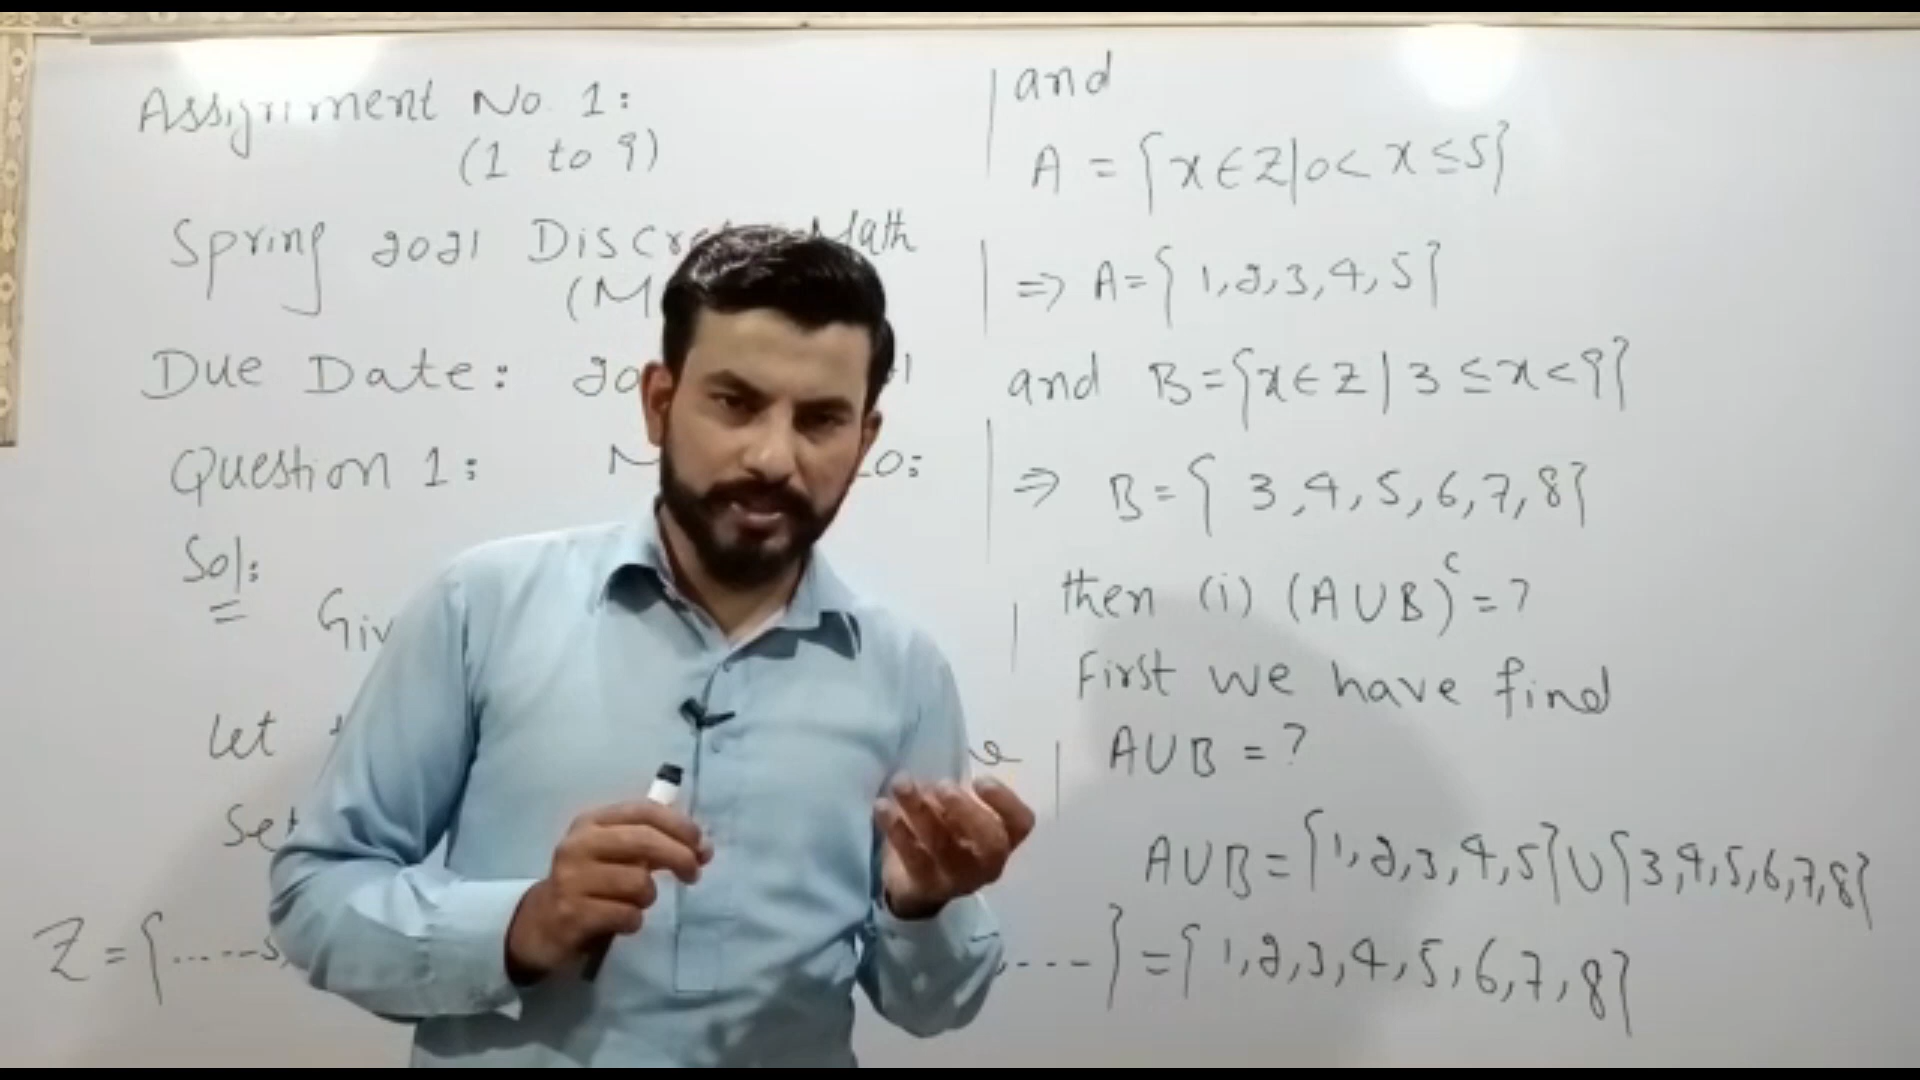 Assignment No. 1:
(1 to 9)
Spring 2021 Discrete Math
Due Date:
Question 1:
Sol:
Let
Set
Z = {.....
and
A = {x ∈ Z | 0 < x ≤ 5}
⇒ A = {1, 2, 3, 4, 5}
and B = {x ∈ Z | 3 ≤ x < 9}
⇒ B = {3, 4, 5, 6, 7, 8}
then (i) (A ∪ B)ᶜ = ?
First we have find
A ∪ B = ?
A ∪ B = {1, 2, 3, 4, 5} ∪ {3, 4, 5, 6, 7, 8}
, - - - -} = {1, 2, 3, 4, 5, 6, 7, 8}